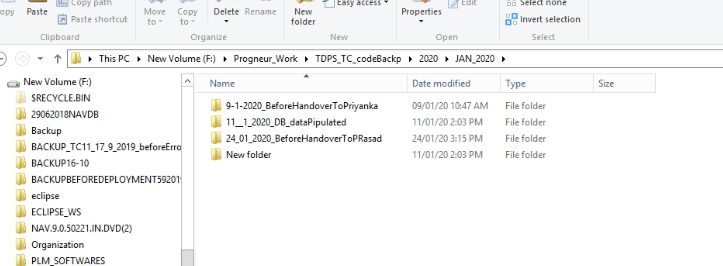 Copy path
Paste
Paste shortcut
Move to
Copy to
Delete
Rename
New folder
Easy access
Properties
Edit
Select none
Invert selection
Clipboard
Organize
New
Open
Select
This PC New Volume (F:) Progneur_Work TDPS_TC_codeBackp 2020 JAN_2020
New Volume (F:)
$RECYCLE.BIN
29062018NAVDB
Backup
BACKUP_TC11_17_9_2019_beforeErro
BACKUP16-10
BACKUPBEFOREDEPLOYMENT592019
eclipse
ECLIPSE_WS
NAV.9.0.50221.IN.DVD(2)
Organization
PLM_SOFTWARES
Name Date modified Type Size
9-1-2020_BeforeHandoverToPriyanka 09/01/20 10:47 AM File folder
11__1_2020_DB_dataPipulated 11/01/20 2:03 PM File folder
24_01_2020_BeforeHandoverToPRasad 24/01/20 3:15 PM File folder
New folder 11/01/20 2:03 PM File folder